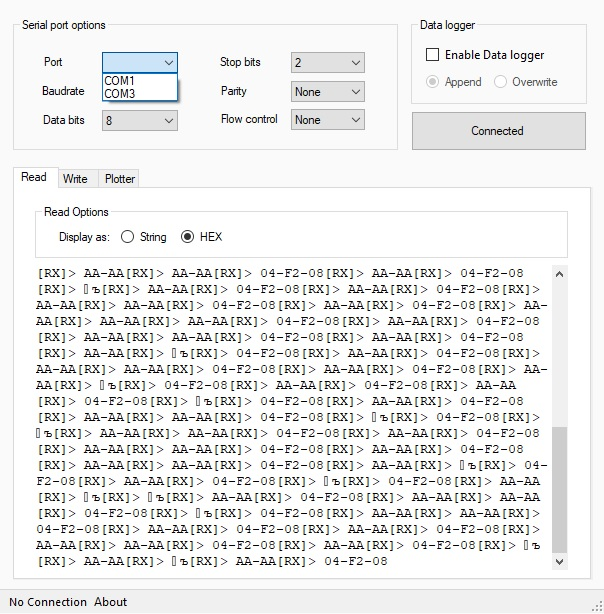 Serial port options
Data logger
Port
Stop bits
2
Enable Data logger
COM1
COM3
Baudrate
Parity
None
Append
Overwrite
Data bits
8
Flow control
None
Connected
Read
Write
Plotter
Read Options
Display as:
String
HEX
[RX]> AA-AA[RX]> AA-AA[RX]> 04-F2-08[RX]> AA-AA[RX]> 04-F2-08
[RX]> ▯ъ[RX]> AA-AA[RX]> 04-F2-08[RX]> AA-AA[RX]> 04-F2-08[RX]>
AA-AA[RX]> AA-AA[RX]> 04-F2-08[RX]> AA-AA[RX]> 04-F2-08[RX]> AA-
AA[RX]> AA-AA[RX]> AA-AA[RX]> 04-F2-08[RX]> AA-AA[RX]> 04-F2-08
[RX]> AA-AA[RX]> AA-AA[RX]> 04-F2-08[RX]> AA-AA[RX]> 04-F2-08
[RX]> AA-AA[RX]> ▯ъ[RX]> 04-F2-08[RX]> AA-AA[RX]> 04-F2-08[RX]>
AA-AA[RX]> AA-AA[RX]> 04-F2-08[RX]> AA-AA[RX]> 04-F2-08[RX]> AA-
AA[RX]> ▯ъ[RX]> 04-F2-08[RX]> AA-AA[RX]> 04-F2-08[RX]> AA-AA
[RX]> 04-F2-08[RX]> ▯ъ[RX]> 04-F2-08[RX]> AA-AA[RX]> 04-F2-08
[RX]> AA-AA[RX]> AA-AA[RX]> 04-F2-08[RX]> ▯ъ[RX]> 04-F2-08[RX]>
▯ъ[RX]> AA-AA[RX]> AA-AA[RX]> 04-F2-08[RX]> AA-AA[RX]> 04-F2-08
[RX]> AA-AA[RX]> AA-AA[RX]> 04-F2-08[RX]> AA-AA[RX]> 04-F2-08
[RX]> AA-AA[RX]> AA-AA[RX]> 04-F2-08[RX]> AA-AA[RX]> ▯ъ[RX]> 04-
F2-08[RX]> AA-AA[RX]> 04-F2-08[RX]> ▯ъ[RX]> 04-F2-08[RX]> AA-AA
[RX]> ▯ъ[RX]> ▯ъ[RX]> 04-F2-08[RX]> AA-AA[RX]> AA-AA[RX]> AA-AA
[RX]> 04-F2-08[RX]> ▯ъ[RX]> 04-F2-08[RX]> AA-AA[RX]> AA-AA[RX]>
04-F2-08[RX]> AA-AA[RX]> 04-F2-08[RX]> AA-AA[RX]> 04-F2-08[RX]>
AA-AA[RX]> AA-AA[RX]> 04-F2-08[RX]> AA-AA[RX]> 04-F2-08[RX]> ▯ъ
[RX]> AA-AA[RX]> ▯ъ[RX]> AA-AA[RX]> 04-F2-08
No Connection About